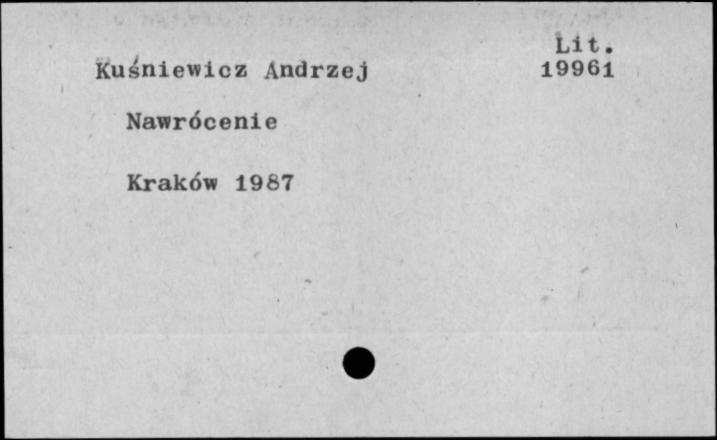 Lit.
Kuśniewicz Andrzej 19961
Nawrócenie
Kraków 1987